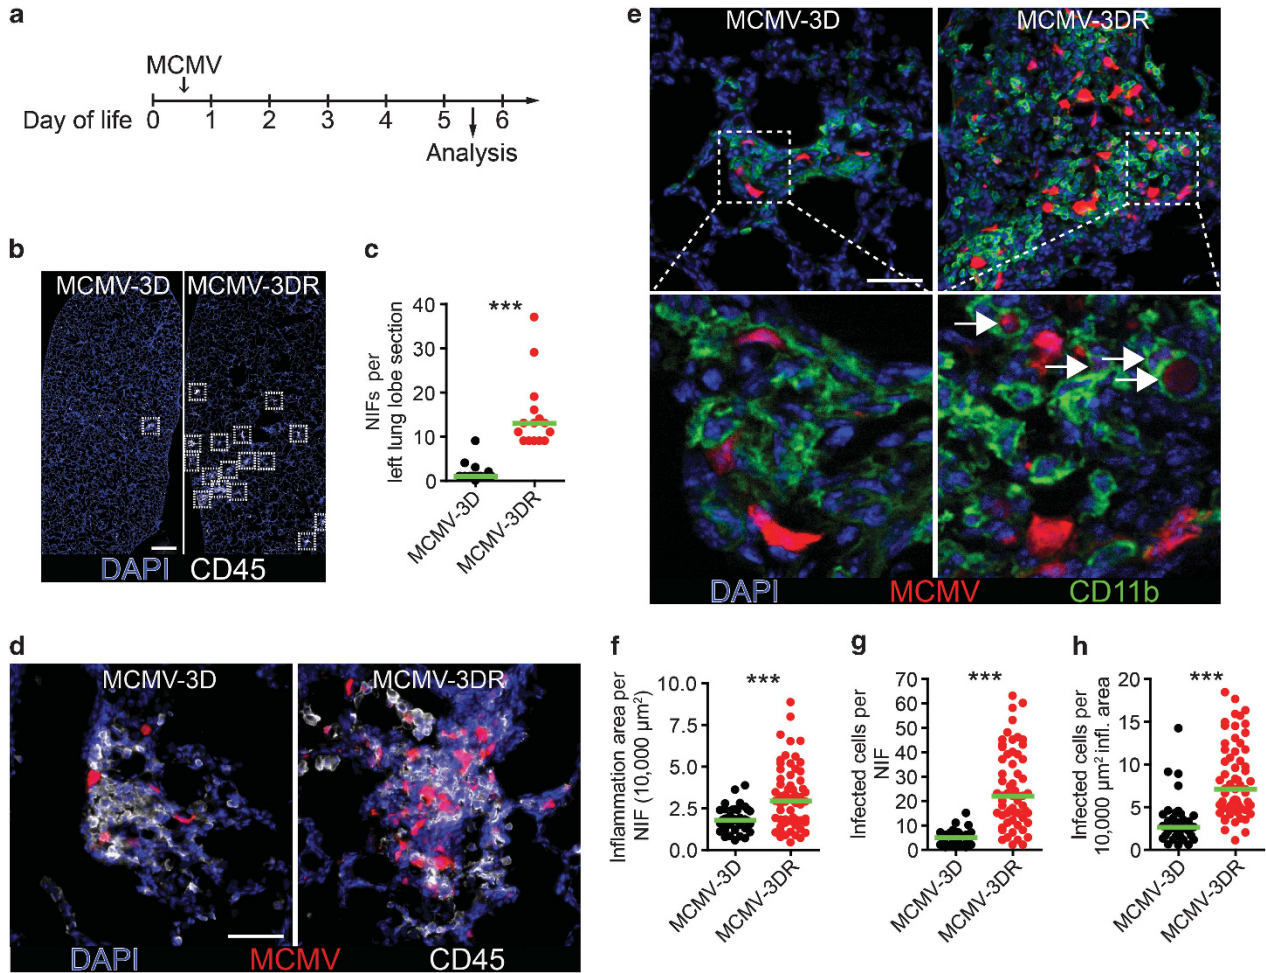 a
MCMV
Day of life 0 1 2 3 4 5 6
Analysis
b
MCMV-3D MCMV-3DR
DAPI CD45
c
***
NIFs per
left lung lobe section
40
30
20
10
0
MCMV-3D
MCMV-3DR
d
MCMV-3D MCMV-3DR
DAPI MCMV CD45
e
MCMV-3D MCMV-3DR
DAPI MCMV CD11b
f
***
Inflammation area per
NIF (10,000 µm²)
10.0
7.5
5.0
2.5
0.0
MCMV-3D
MCMV-3DR
g
***
Infected cells per
NIF
70
60
50
40
30
20
10
0
MCMV-3D
MCMV-3DR
h
***
Infected cells per
10,000 µm² infl. area
20
15
10
5
0
MCMV-3D
MCMV-3DR